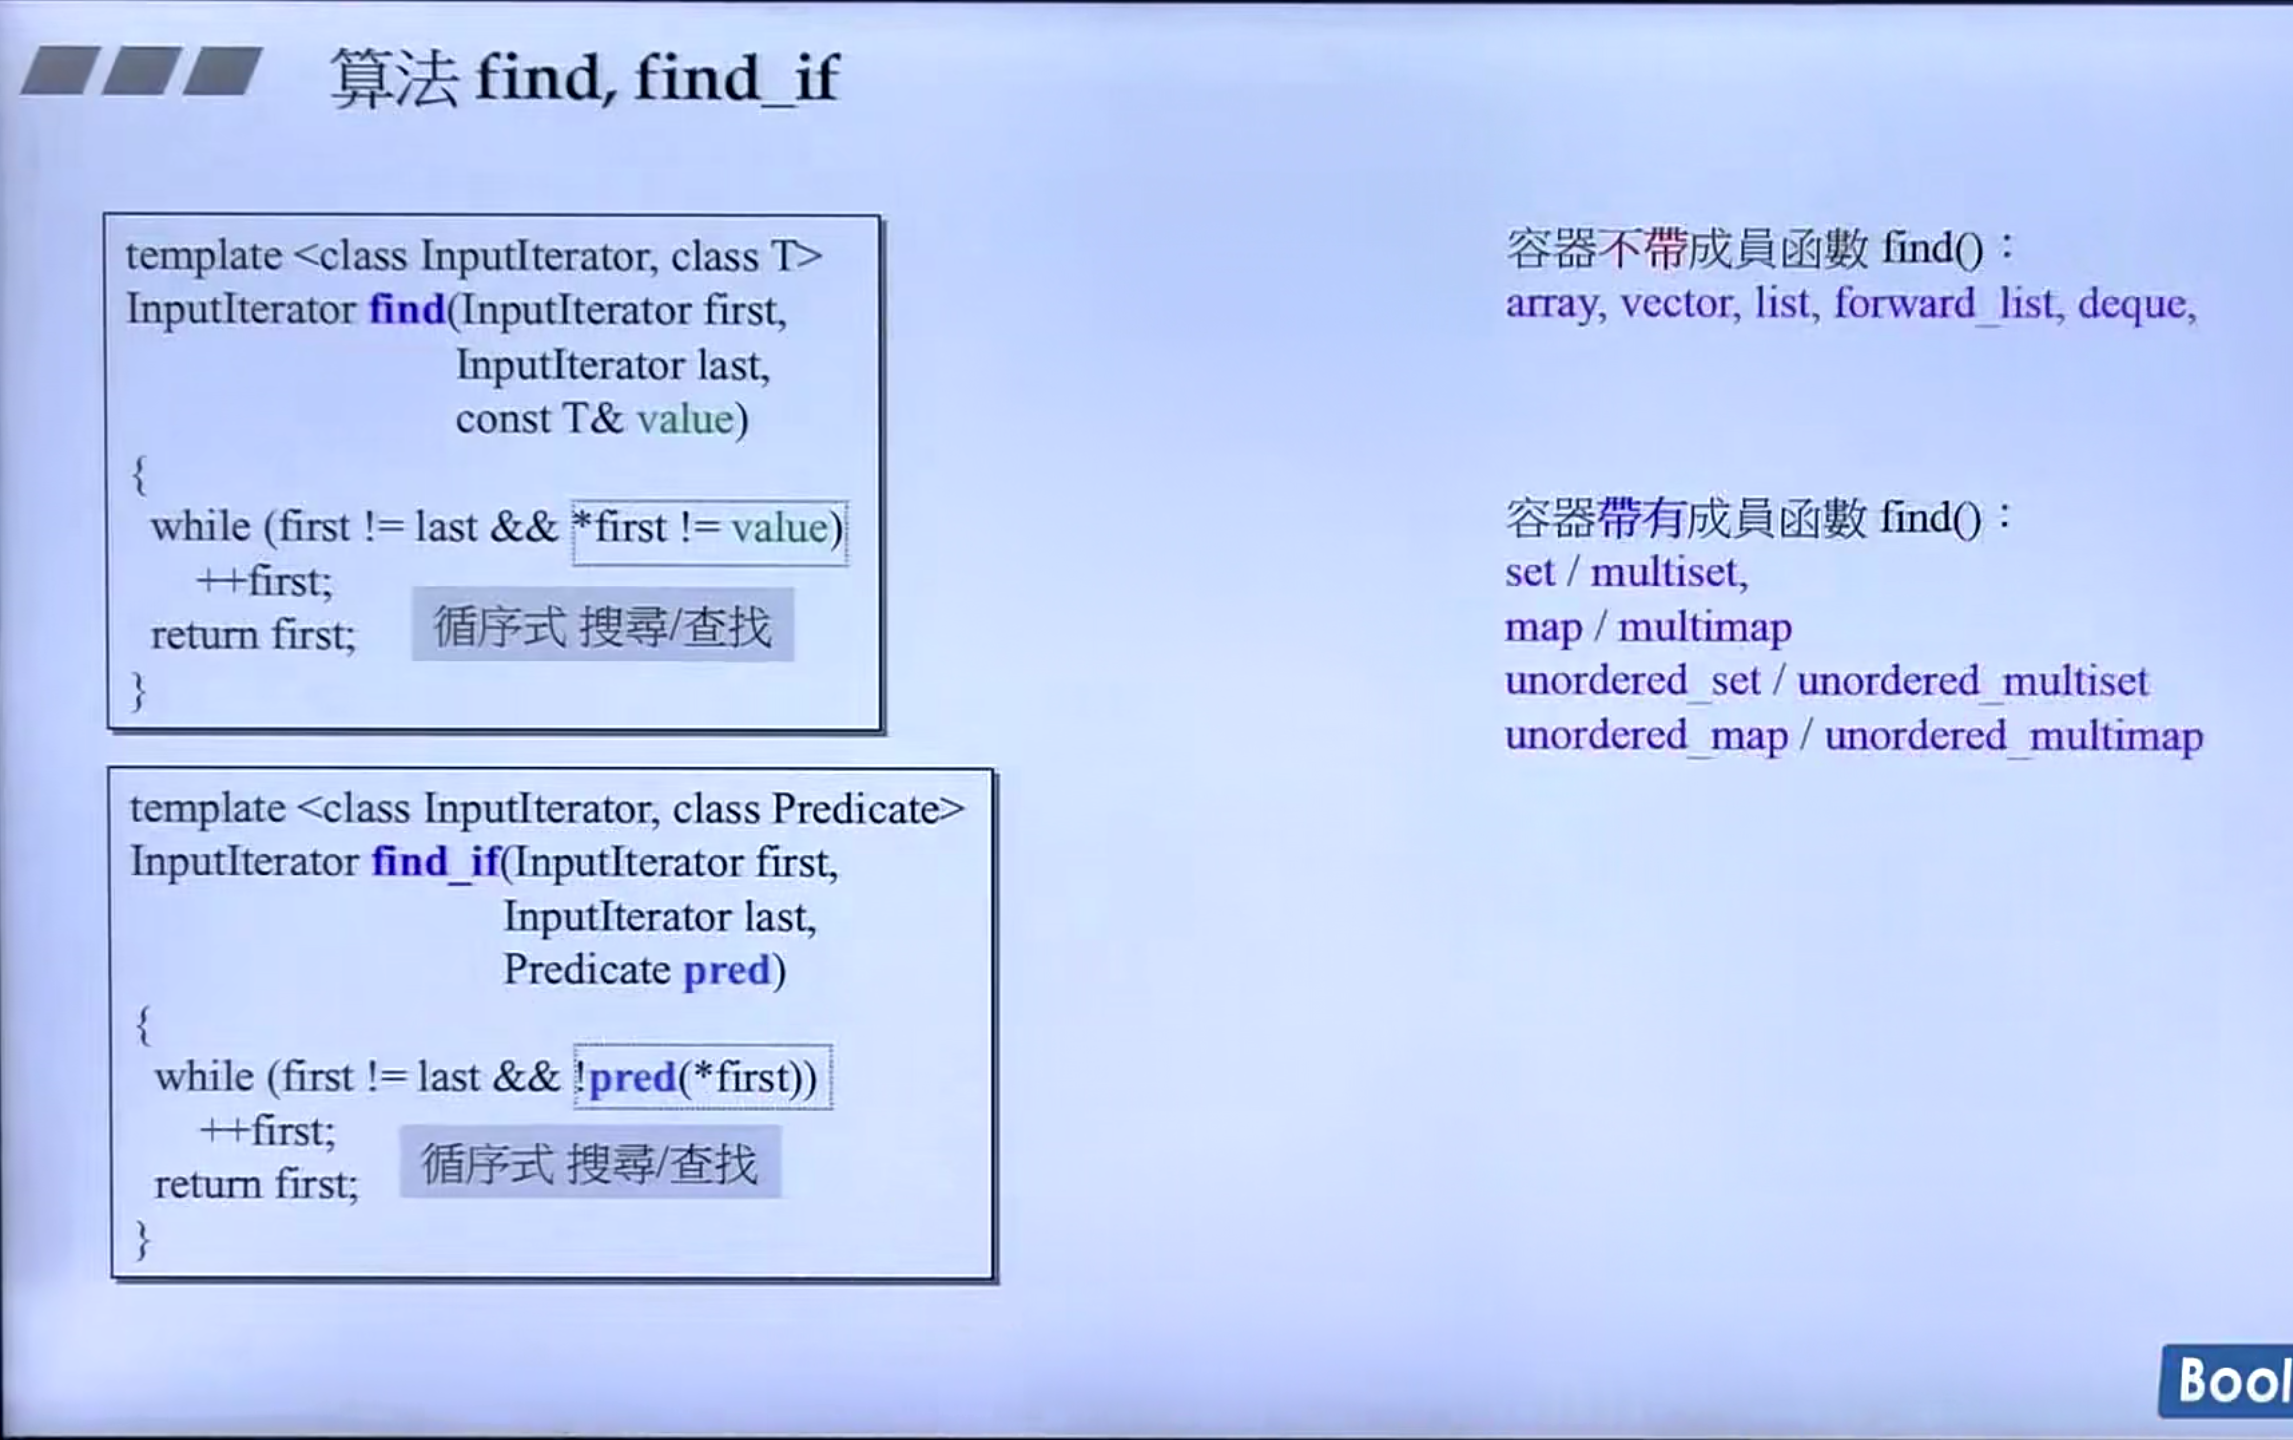 算法 find, find_if
template <class InputIterator, class T>
InputIterator find(InputIterator first,
InputIterator last,
const T& value)
{
while (first != last && *first != value)
++first;
return first;
}
循序式 搜尋/查找
template <class InputIterator, class Predicate>
InputIterator find_if(InputIterator first,
InputIterator last,
Predicate pred)
{
while (first != last && !pred(*first))
++first;
return first;
}
循序式 搜尋/查找
容器不帶成員函數 find()：
array, vector, list, forward_list, deque,
容器帶有成員函數 find()：
set / multiset,
map / multimap
unordered_set / unordered_multiset
unordered_map / unordered_multimap